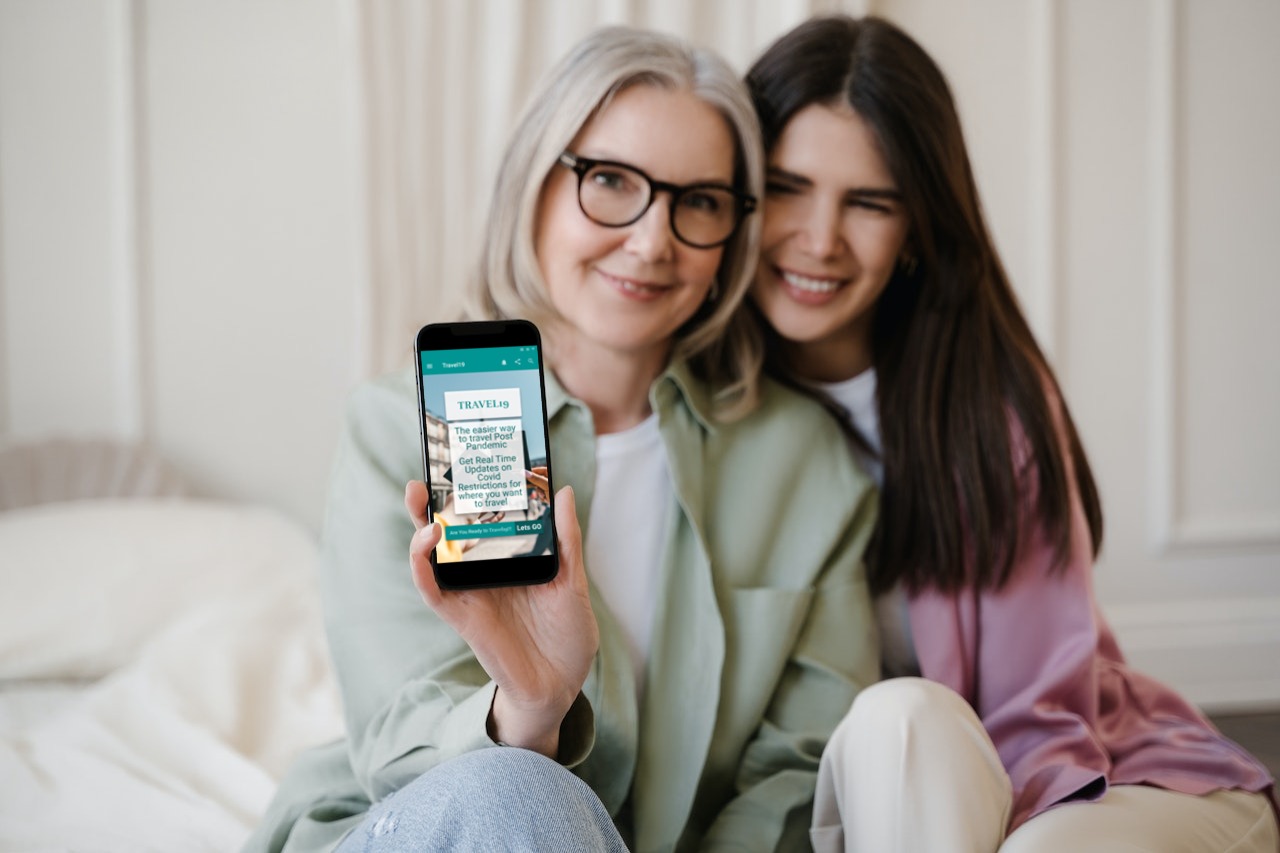 Travel19
TRAVEL19
The easier way
to travel Post
Pandemic
Get Real Time
Updates on
Covid
Restrictions for
where you want
to travel
Are You Ready to Traveling?! Lets GO